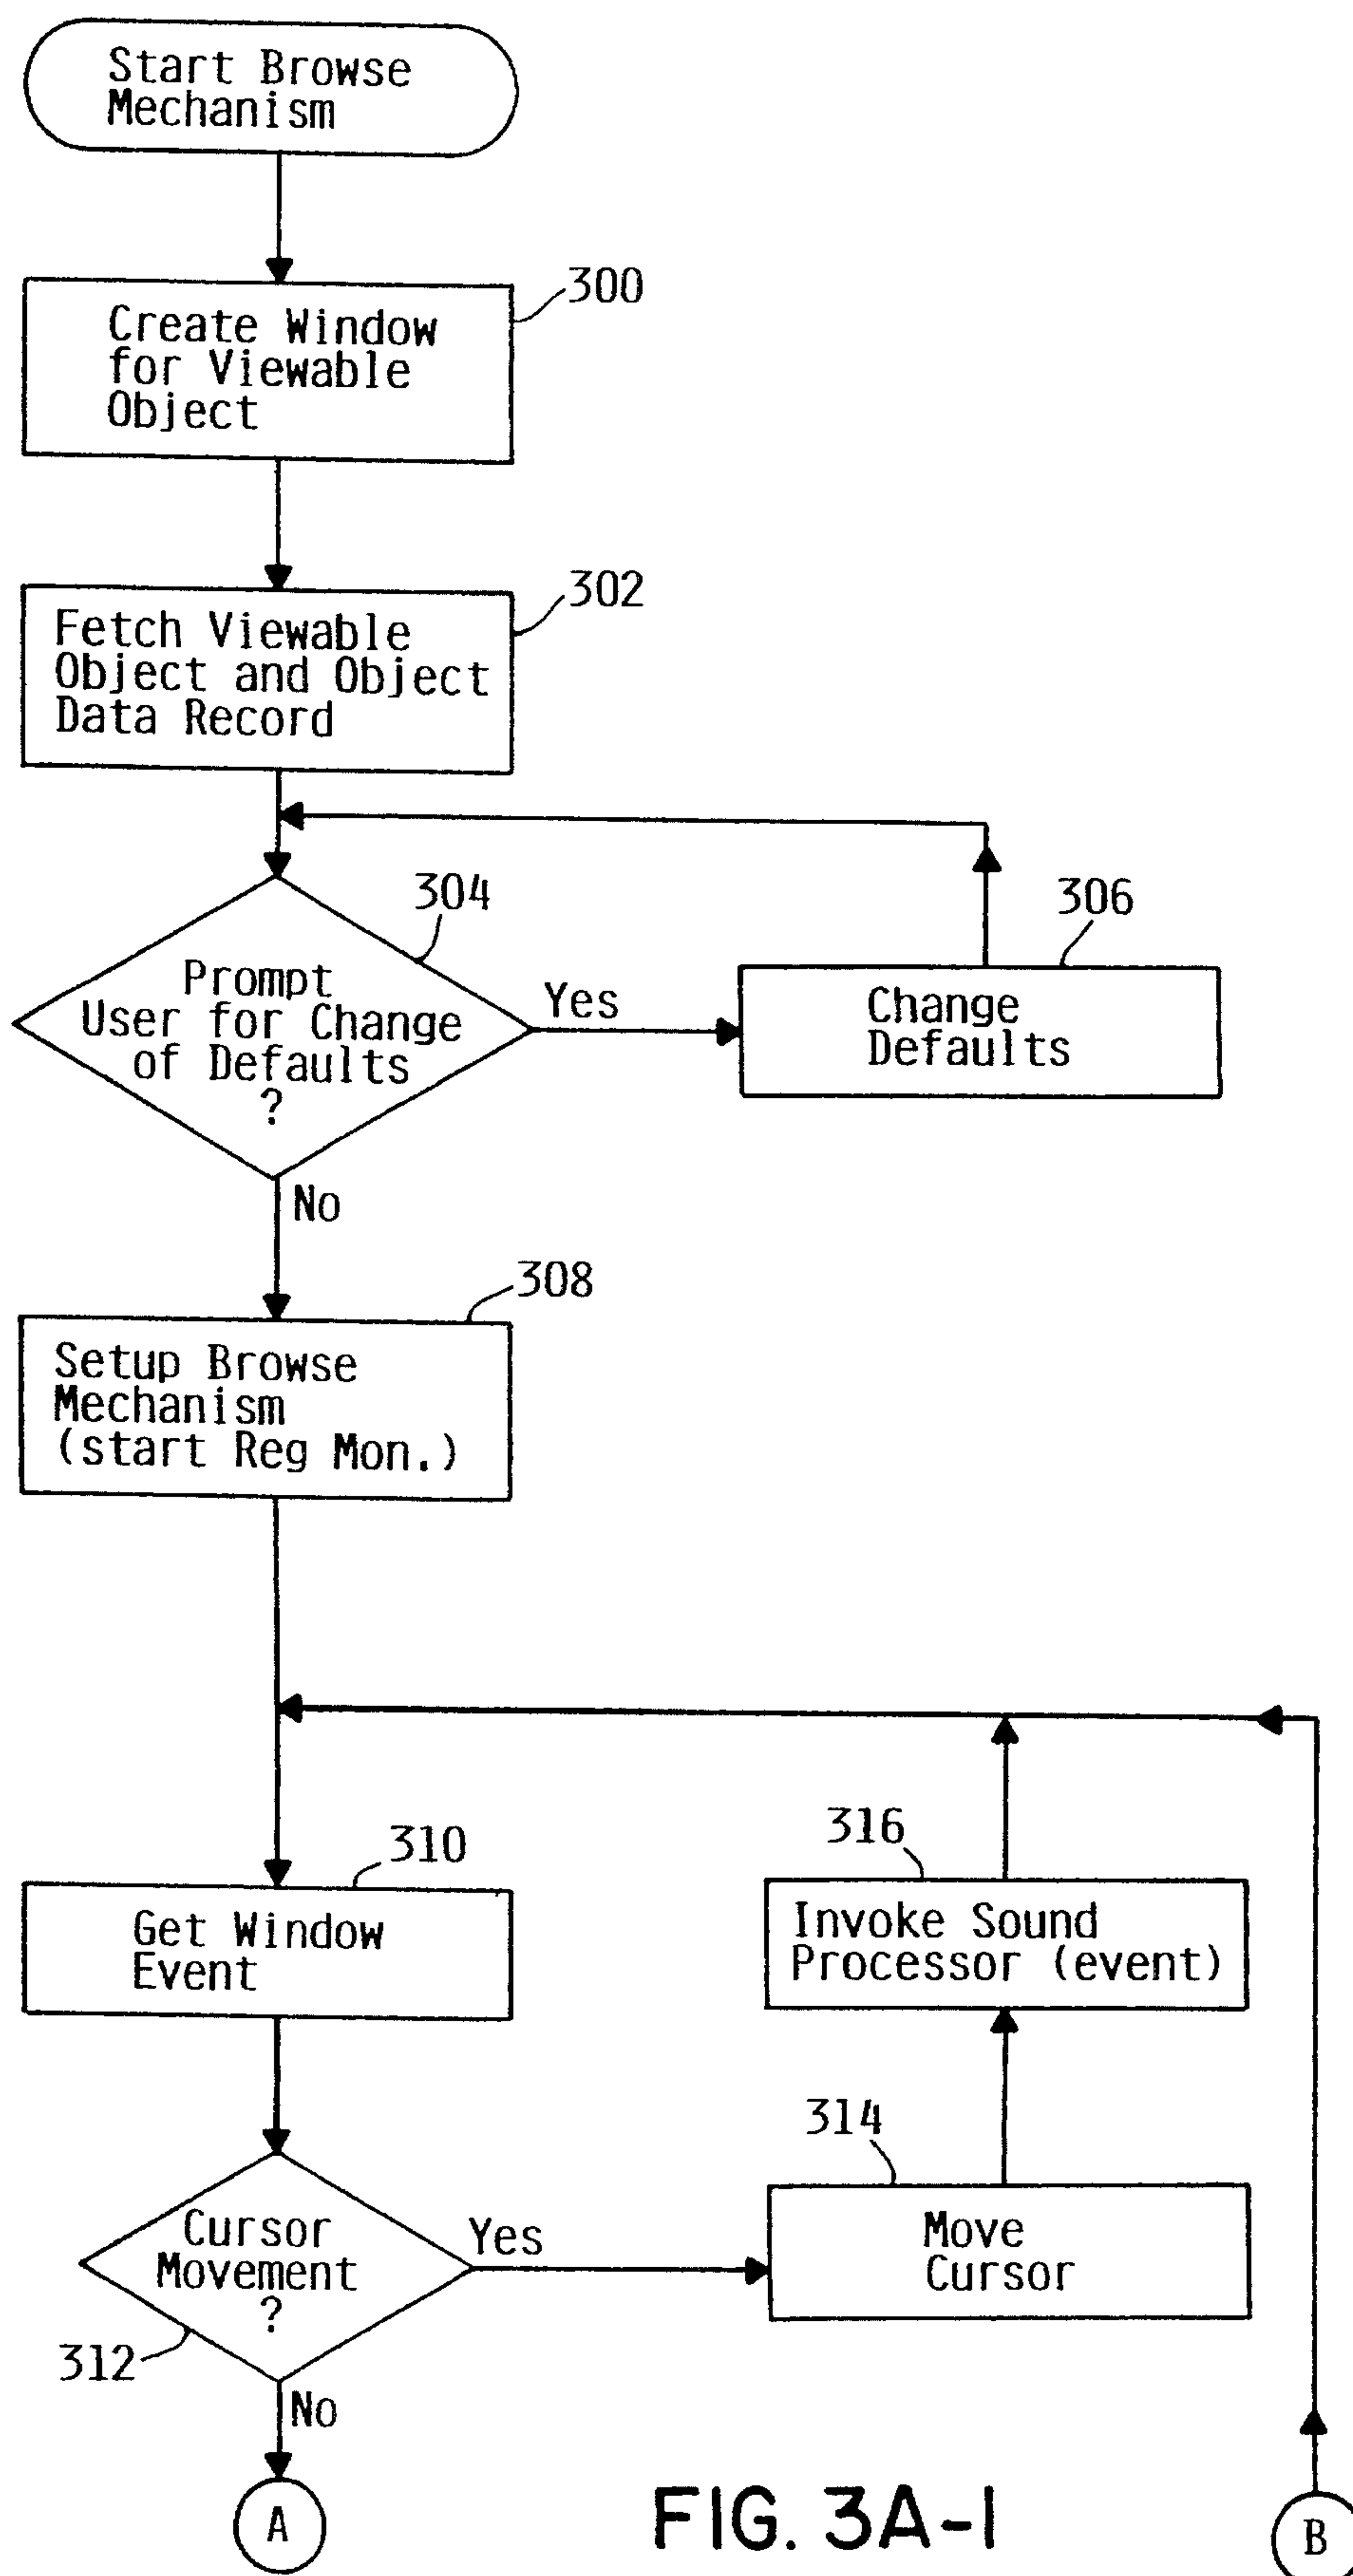 Start Browse
Mechanism
300
Create Window
for Viewable
Object
302
Fetch Viewable
Object and Object
Data Record
304
Prompt
User for Change
of Defaults
?
Yes
306
Change
Defaults
No
308
Setup Browse
Mechanism
(start Reg Mon.)
310
Get Window
Event
316
Invoke Sound
Processor (event)
314
Move
Cursor
Cursor
Movement
?
Yes
312
No
A
FIG. 3A-1
B